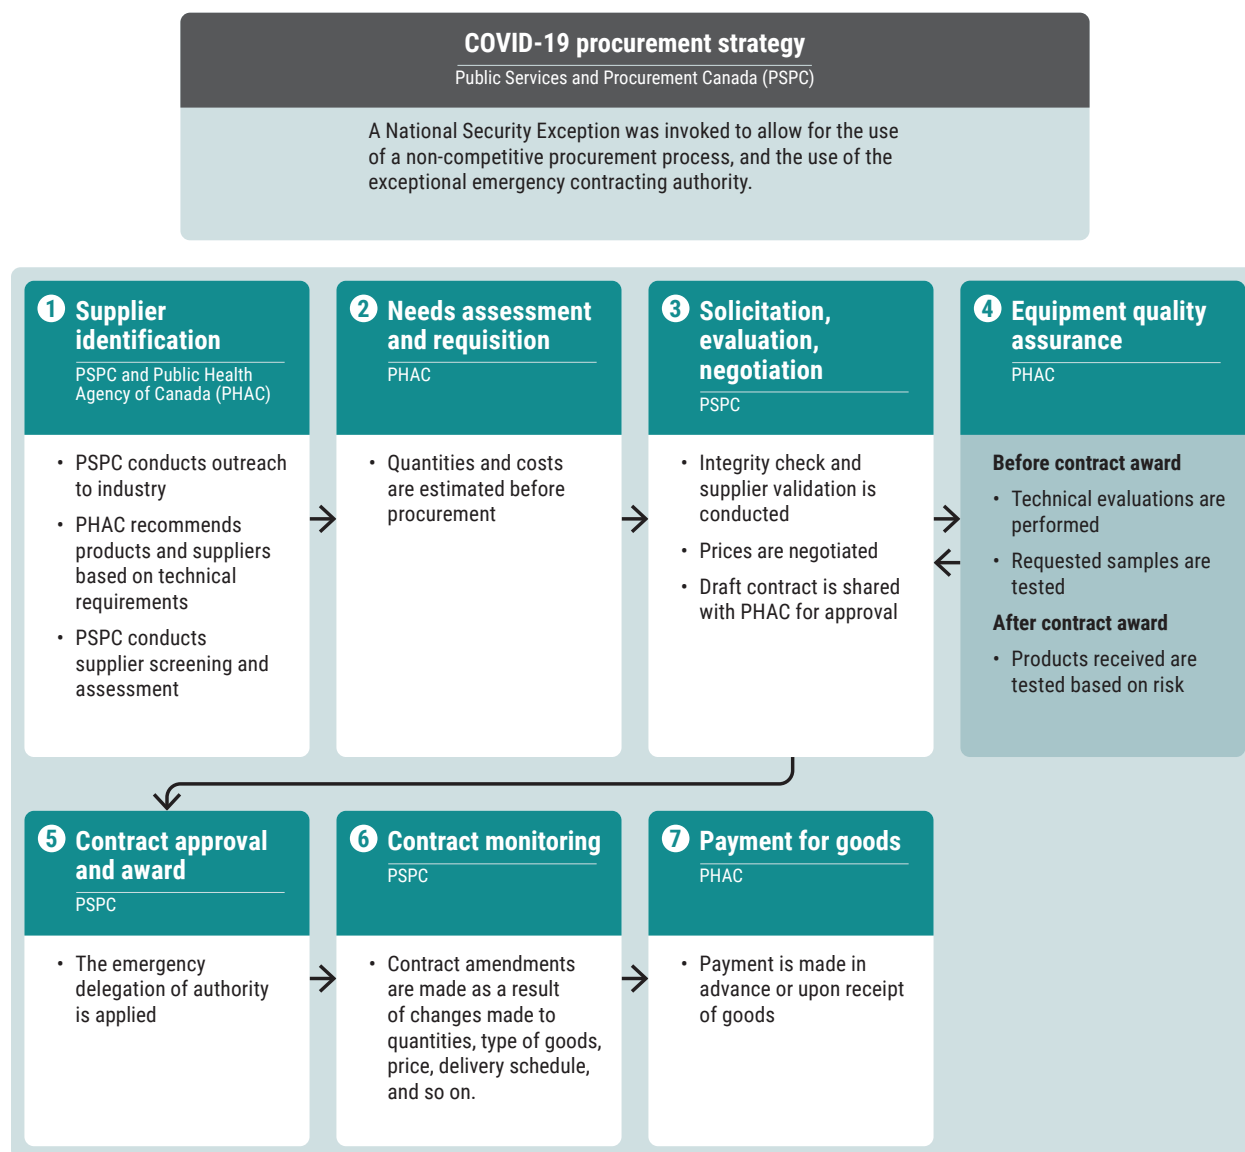 COVID-19 procurement strategy
Public Services and Procurement Canada (PSPC)
A National Security Exception was invoked to allow for the use
of a non-competitive procurement process, and the use of the
exceptional emergency contracting authority.
1 Supplier
identification
PSPC and Public Health
Agency of Canada (PHAC)
• PSPC conducts outreach
to industry
• PHAC recommends
products and suppliers
based on technical
requirements
• PSPC conducts
supplier screening and
assessment
2 Needs assessment
and requisition
PHAC
• Quantities and costs
are estimated before
procurement
3 Solicitation,
evaluation,
negotiation
PSPC
• Integrity check and
supplier validation is
conducted
• Prices are negotiated
• Draft contract is shared
with PHAC for approval
4 Equipment quality
assurance
PHAC
Before contract award
• Technical evaluations are
performed
• Requested samples are
tested
After contract award
• Products received are
tested based on risk
5 Contract approval
and award
PSPC
• The emergency
delegation of authority
is applied
6 Contract monitoring
PSPC
• Contract amendments
are made as a result
of changes made to
quantities, type of goods,
price, delivery schedule,
and so on.
7 Payment for goods
PHAC
• Payment is made in
advance or upon receipt
of goods